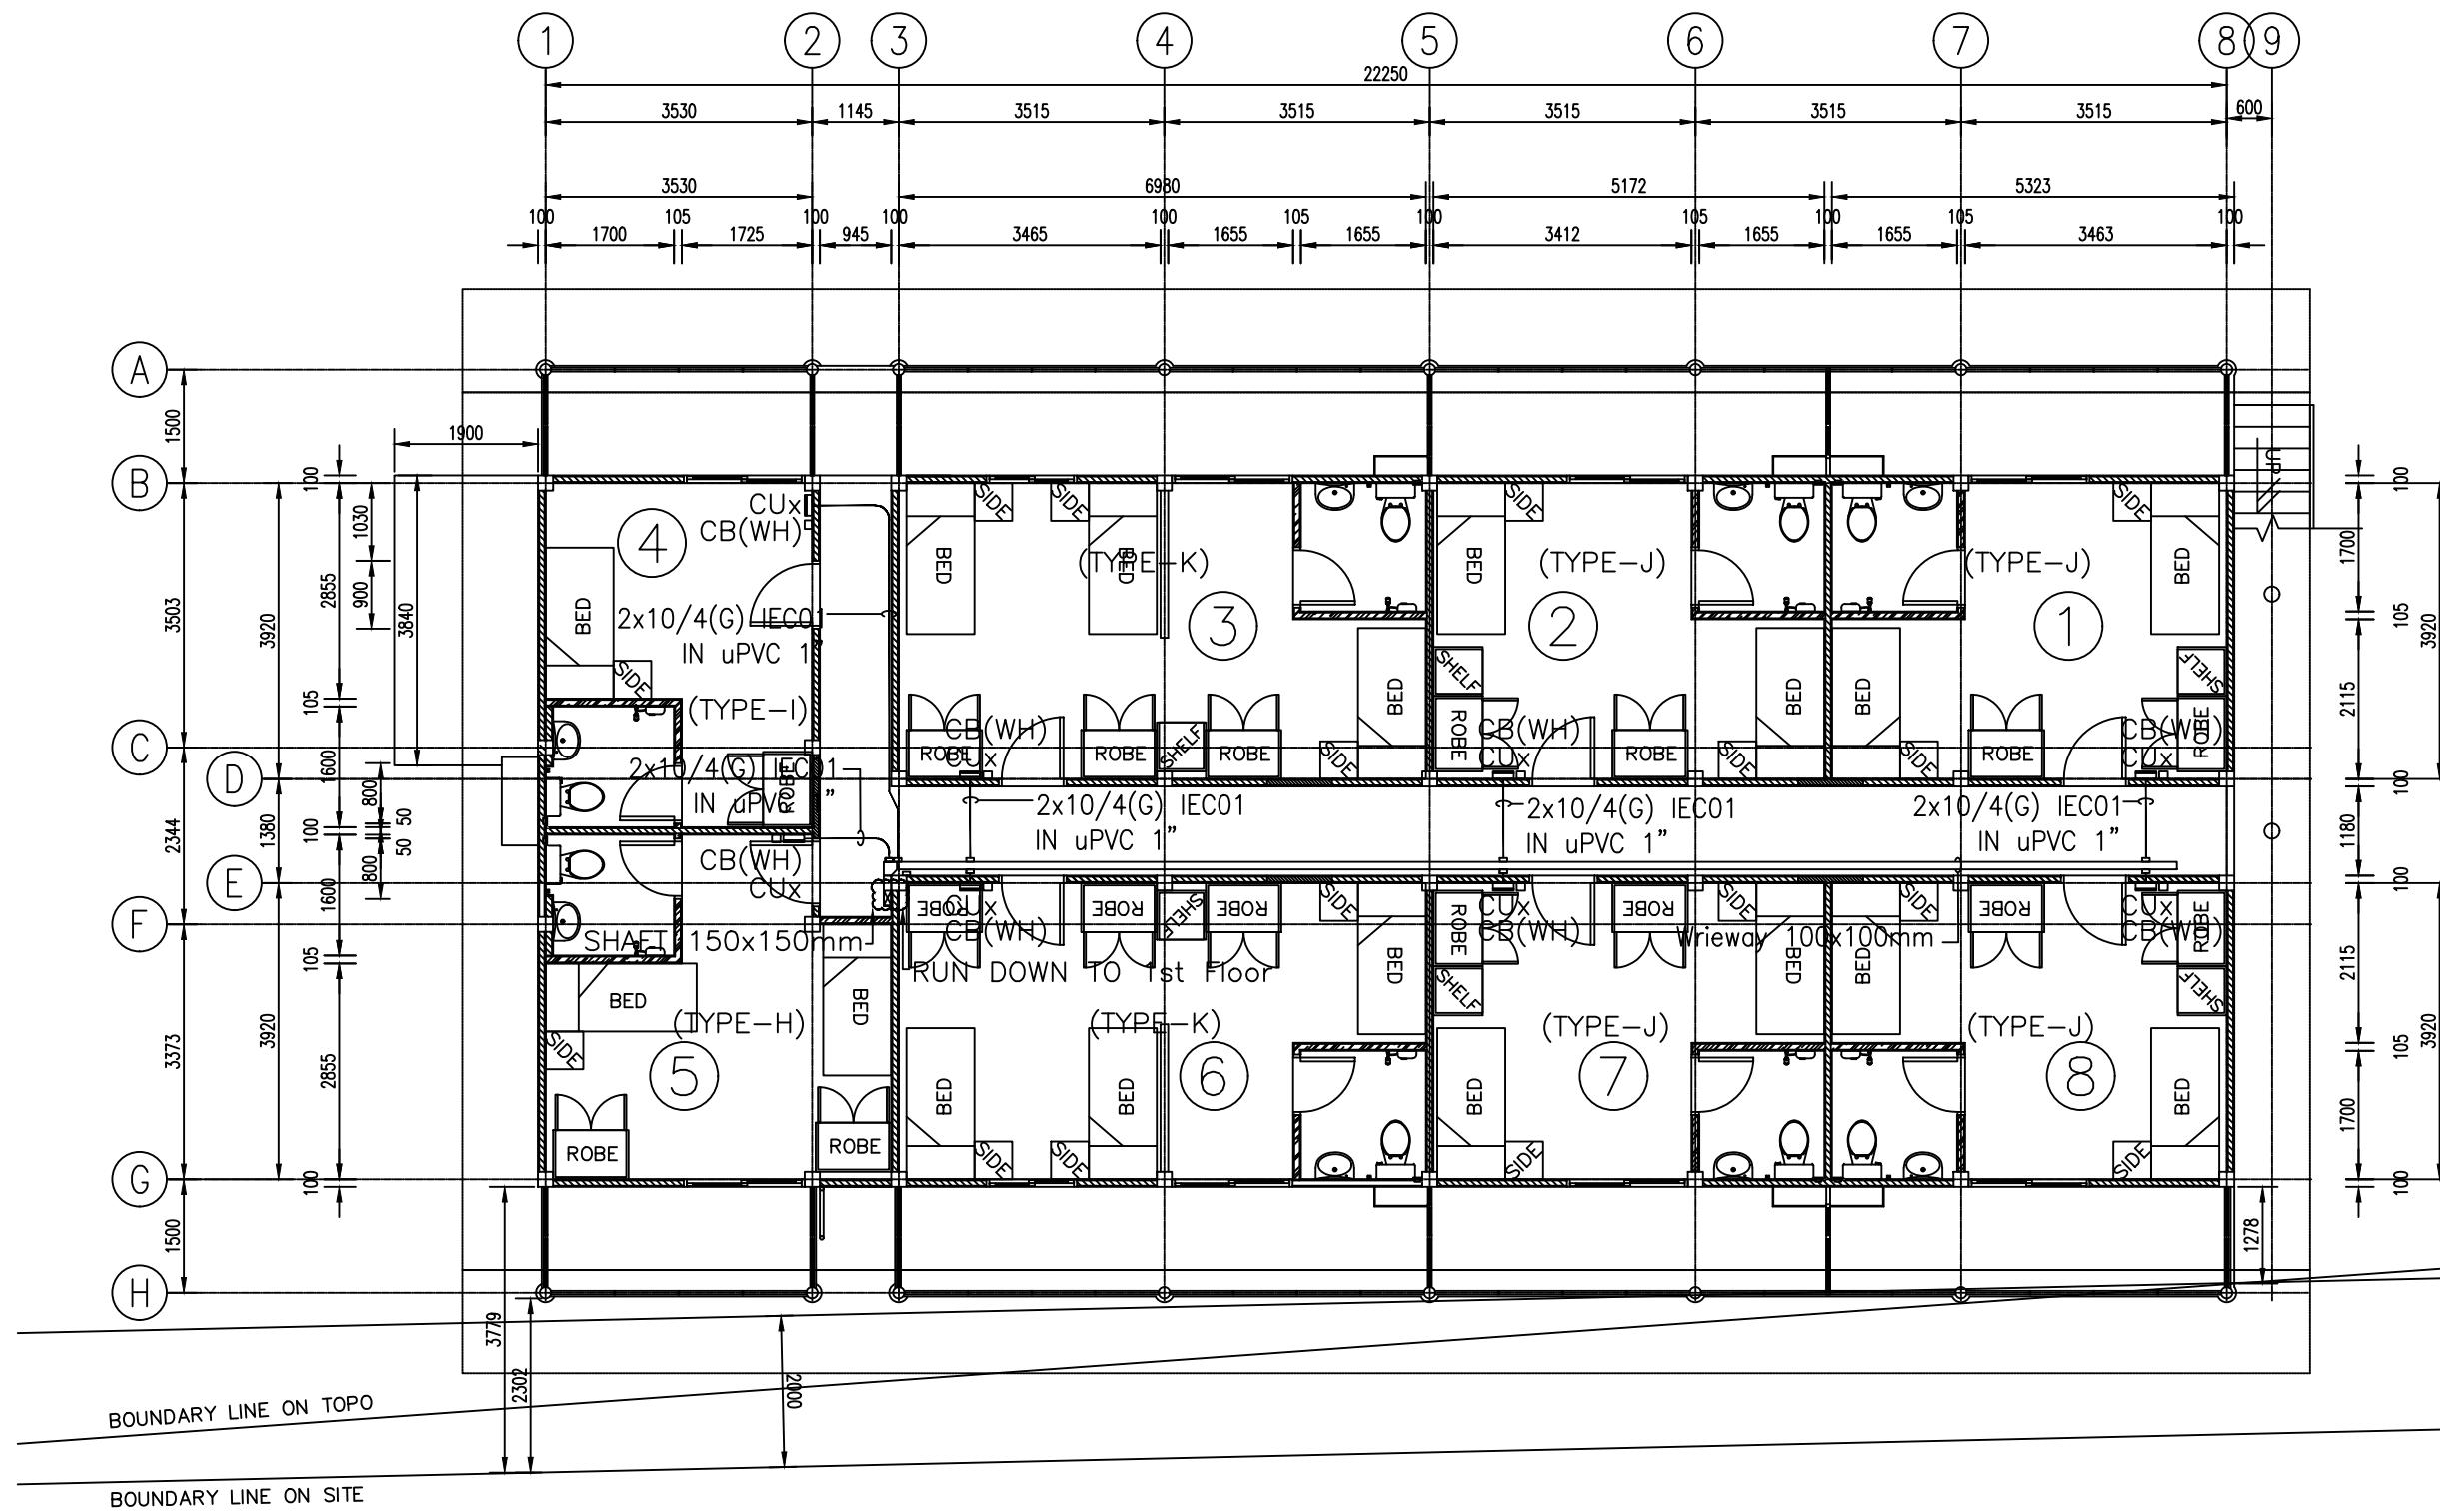 1 2 3 4 5 6 7 8 9
22250
3530 1145 3515 3515 3515 3515 3515 600
3530 6980 5172 5323
100 105 100 100 100 105 100 105 100 105 100
1700 1725 945 3465 1655 1655 3412 1655 1655 3463
A
1500
1900
B
100 100
CUx
CB(WH)
SIDE SIDE SIDE SIDE
UP
1030
4
BED BED BED BED
(TYPE-K) (TYPE-J) (TYPE-J)
1700
3503 3920 2855 900 3840 3920
BED
2x10/4(G) IEC01
IN uPVC 1"
3 2 1
105
SIDE
SHELF SHELF
105
(TYPE-I)
BED BED BED
2115
CB(WH) CB(WH) CB(WH)
CUx CUx CUx
ROBE ROBE ROBE ROBE ROBE ROBE ROBE
SHELF SIDE SIDE SIDE
C
1600
2x10/4(G) IEC01
IN uPVC "
ROBE
D
800
100
2x10/4(G) IEC01
IN uPVC 1"
2x10/4(G) IEC01
IN uPVC 1"
2x10/4(G) IEC01
IN uPVC 1"
2344 1380 100 50 50 1180
CB(WH)
CUx
800
E
100
1600
CUx CUx CUx
CB(WH) CB(WH) CB(WH)
ROBE ROBE ROBE ROBE ROBE ROBE ROBE
SHELF SIDE SIDE SIDE
F
SHAFT 150x150mm
Wrieway 100x100mm
RUN DOWN TO 1st Floor
105
BED BED BED BED BED
SHELF SHELF
2115
(TYPE-H) (TYPE-K) (TYPE-J) (TYPE-J)
3373 3920 2855 3920
SIDE
105
5 6 7 8
BED BED BED BED
1700
ROBE ROBE
SIDE SIDE SIDE SIDE
G
100 100
1500
1278
H
3779
2302
2000
BOUNDARY LINE ON TOPO
BOUNDARY LINE ON SITE